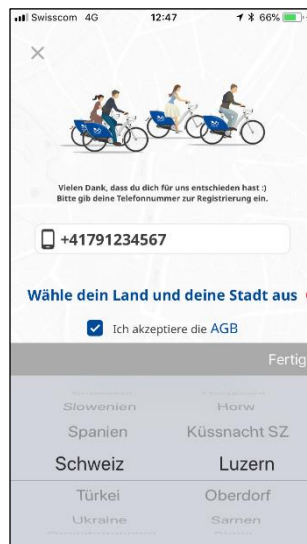 Swisscom 4G 12:47 66%
Vielen Dank, dass du dich für uns entschieden hast :)
Bitte gib deine Telefonnummer zur Registrierung ein.
+41791234567
Wähle dein Land und deine Stadt aus
Ich akzeptiere die AGB
Fertig
Slowenien Horw
Spanien Küssnacht SZ
Schweiz Luzern
Türkei Oberdorf
Ukraine Sarnen